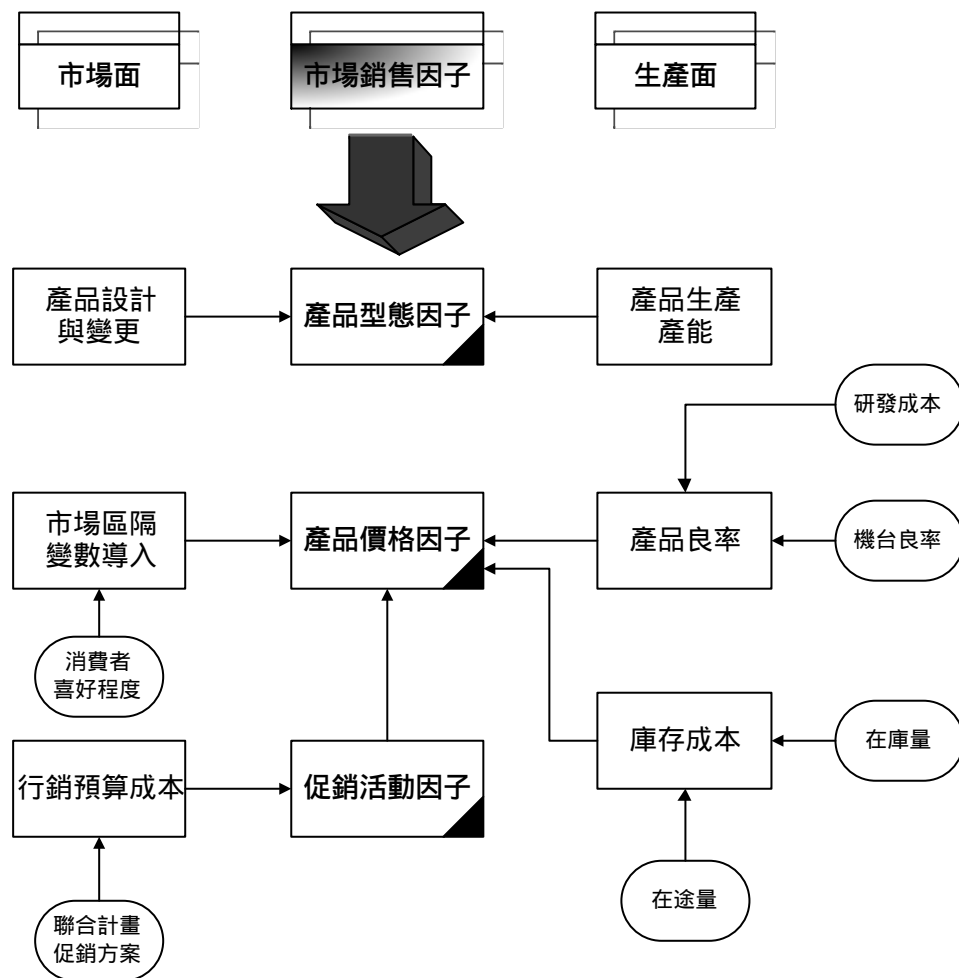 市場面
市場銷售因子
生產面
產品設計
與變更
產品型態因子
產品生產
產能
研發成本
市場區隔
變數導入
產品價格因子
產品良率
機台良率
消費者
喜好程度
庫存成本
在庫量
行銷預算成本
促銷活動因子
在途量
聯合計畫
促銷方案